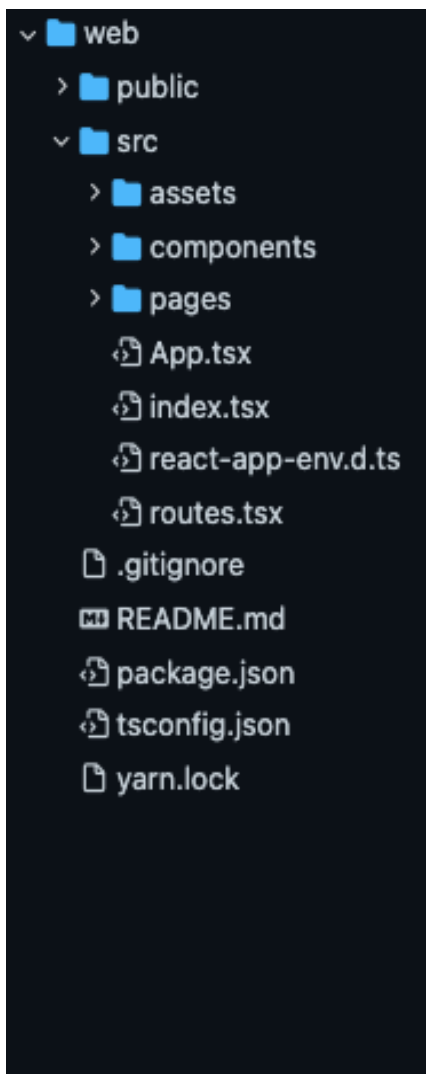 web
public
src
assets
components
pages
App.tsx
index.tsx
react-app-env.d.ts
routes.tsx
.gitignore
README.md
package.json
tsconfig.json
yarn.lock